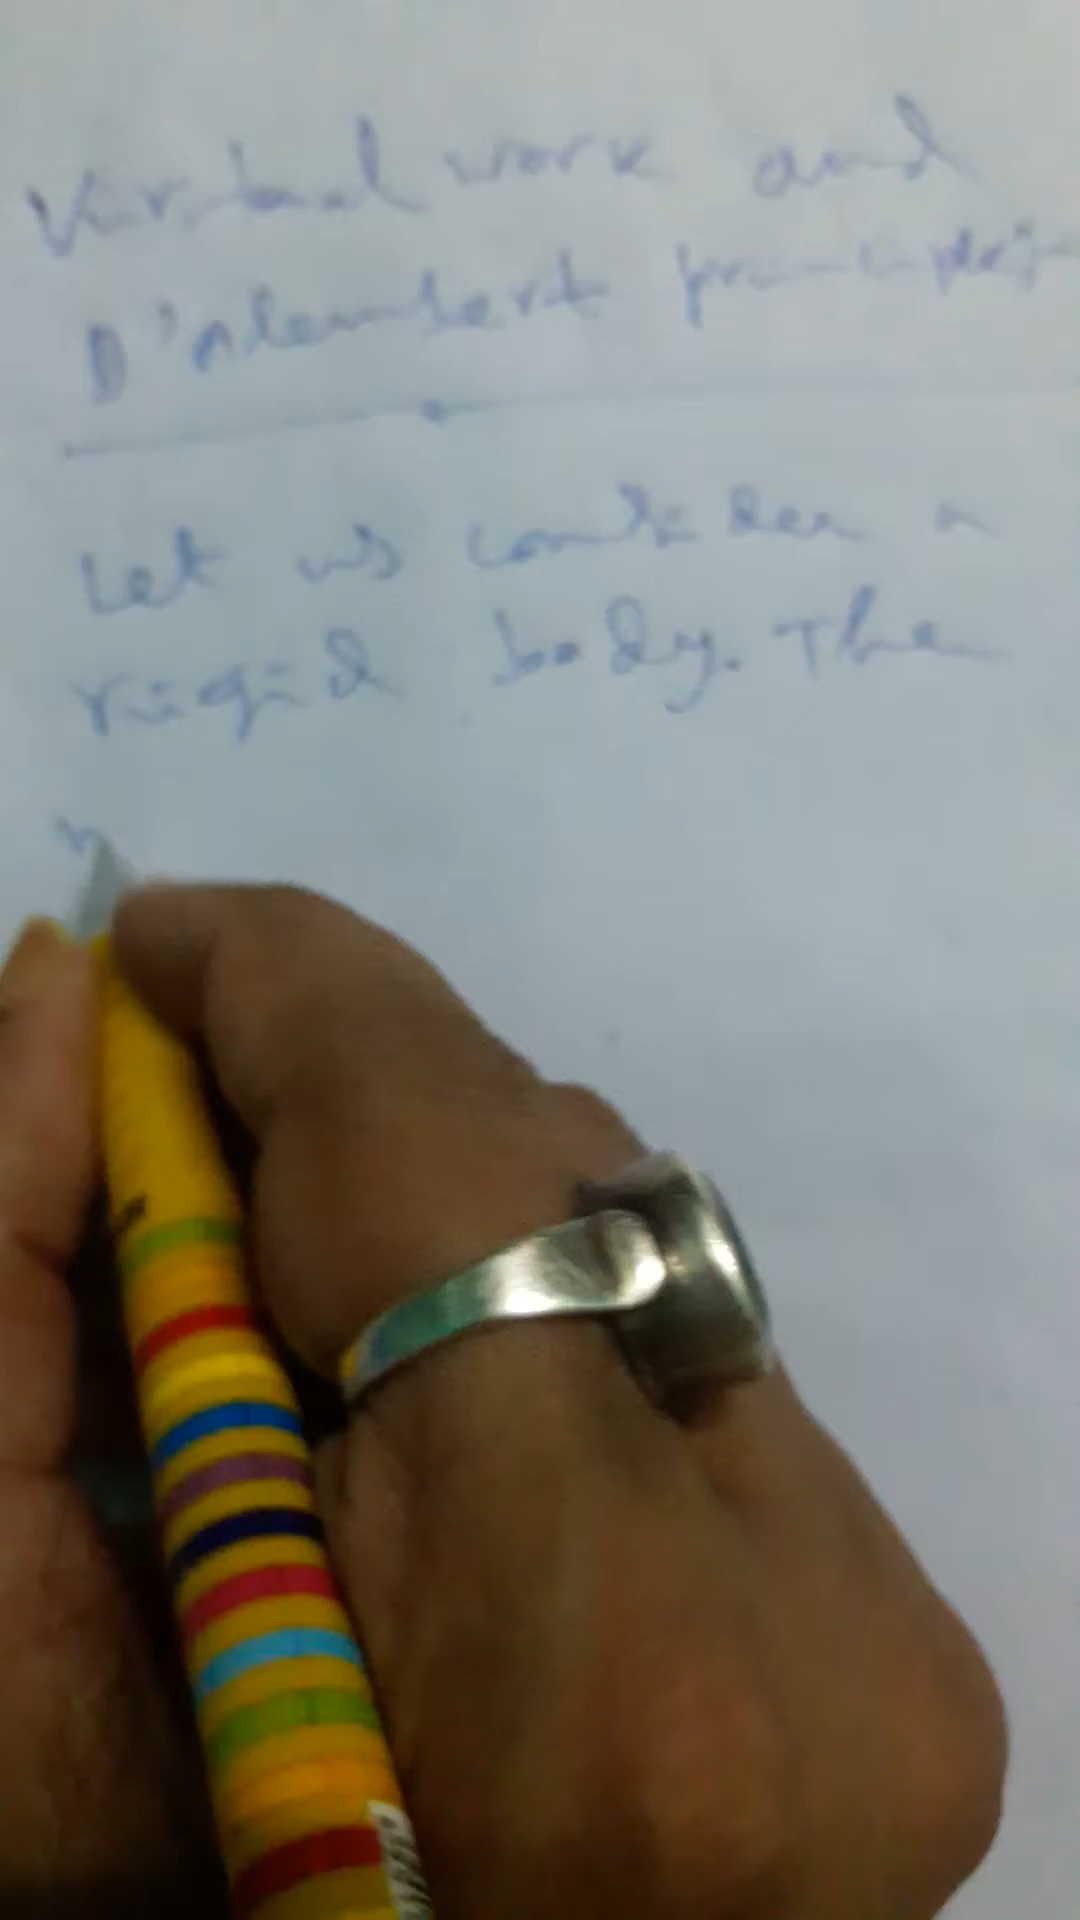 Virtual work and
D'Alembert principle
Let us consider a
rigid body. The